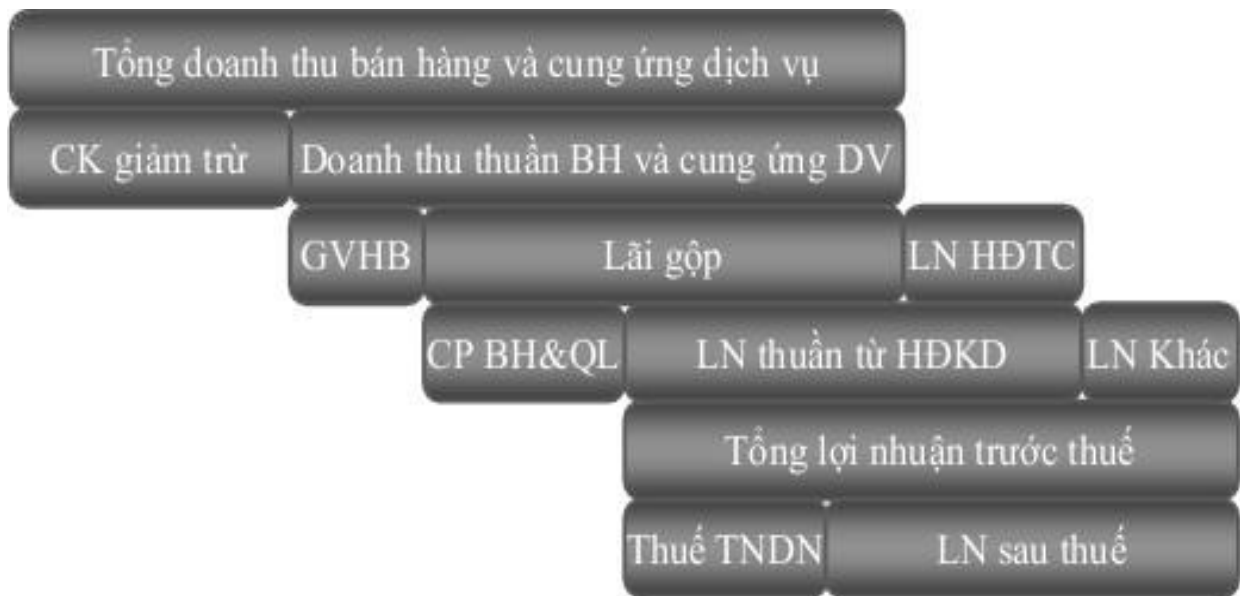 Tổng doanh thu bán hàng và cung ứng dịch vụ
CK giảm trừ Doanh thu thuần BH và cung ứng DV
GVHB Lãi gộp LN HĐTC
CP BH&QL LN thuần từ HĐKD LN Khác
Tổng lợi nhuận trước thuế
Thuế TNDN LN sau thuế